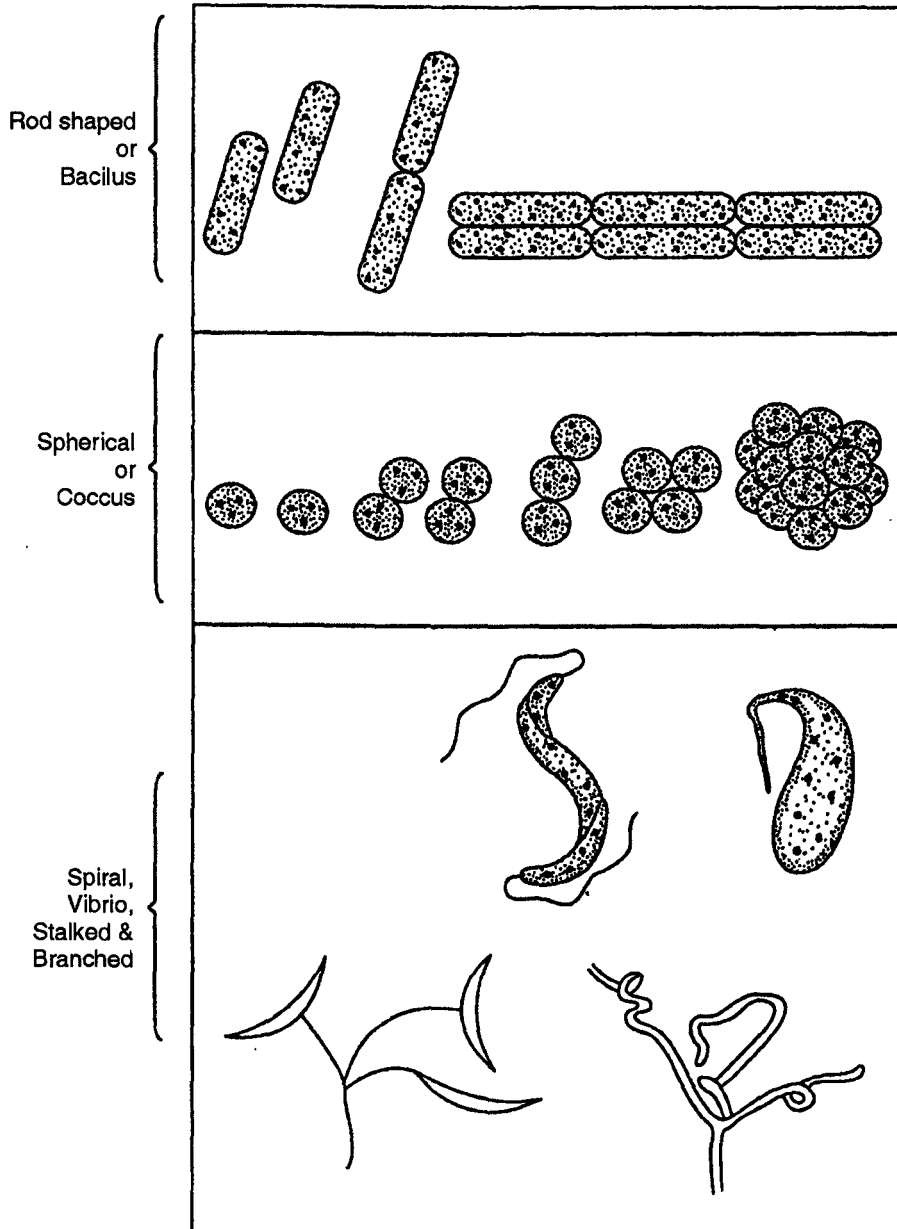 Rod shaped
or
Bacilus
Spherical
or
Coccus
Spiral,
Vibrio,
Stalked &
Branched